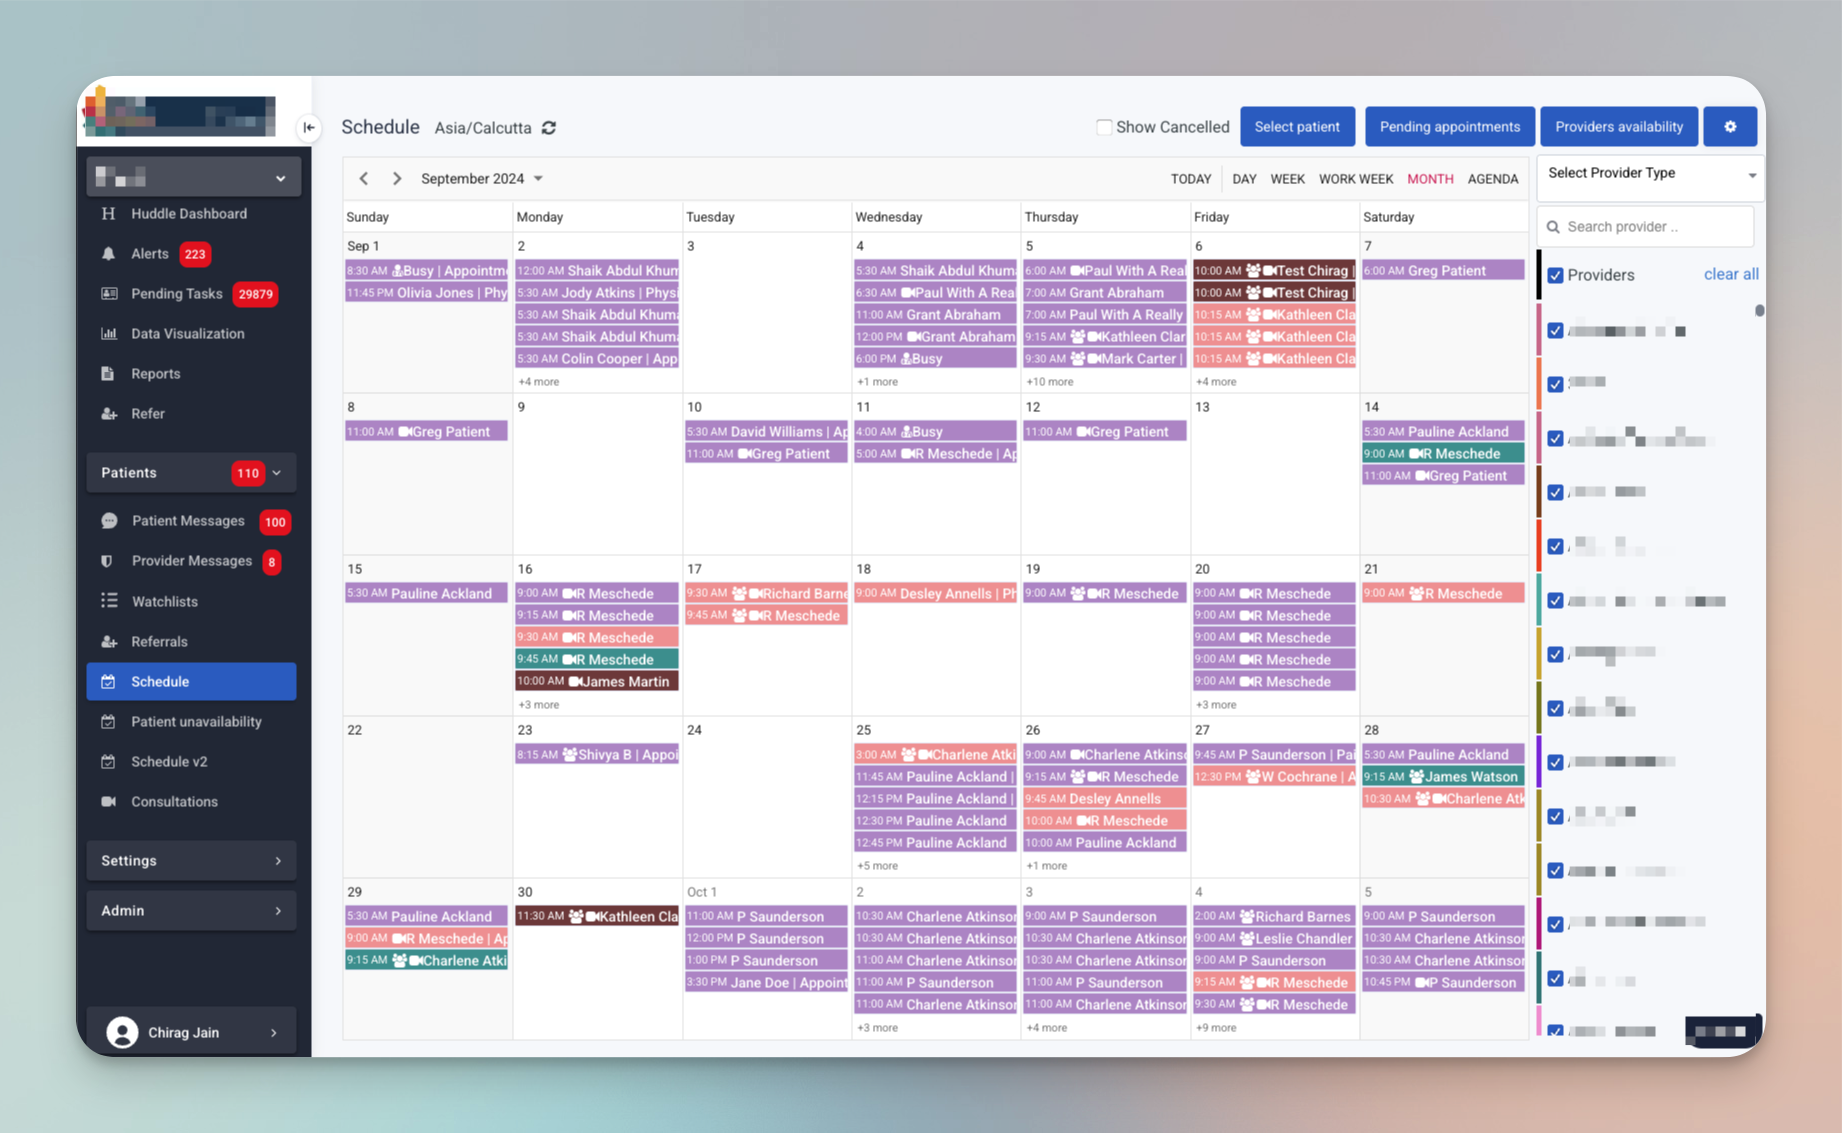 Schedule Asia/Calcutta
Show Cancelled
Select patient
Pending appointments
Providers availability
Huddle Dashboard
Alerts 223
Pending Tasks 29879
Data Visualization
Reports
Refer
Patients 110
Patient Messages 100
Provider Messages 8
Watchlists
Referrals
Schedule
Patient unavailability
Schedule v2
Consultations
Settings
Admin
Chirag Jain
September 2024
TODAY DAY WEEK WORK WEEK MONTH AGENDA
Sunday Monday Tuesday Wednesday Thursday Friday Saturday
Sep 1
8:30 AM Busy | Appointm
11:45 PM Olivia Jones | Phy
2
12:00 AM Shaik Abdul Khum
5:30 AM Jody Atkins | Physi
5:30 AM Shaik Abdul Khuma
5:30 AM Shaik Abdul Khuma
5:30 AM Colin Cooper | App
+4 more
3
4
5:30 AM Shaik Abdul Khuma
6:30 AM Paul With A Rea
11:00 AM Grant Abraham
12:00 PM Grant Abraham
6:00 PM Busy
+1 more
5
6:00 AM Paul With A Real
7:00 AM Grant Abraham
7:00 AM Paul With A Really
9:15 AM Kathleen Clar
9:30 AM Mark Carter |
+10 more
6
10:00 AM Test Chirag |
10:00 AM Test Chirag |
10:15 AM Kathleen Cla
10:15 AM Kathleen Cla
10:15 AM Kathleen Cla
+4 more
7
6:00 AM Greg Patient
8
11:00 AM Greg Patient
9
10
5:30 AM David Williams | Ap
11:00 AM Greg Patient
11
4:00 AM Busy
5:00 AM R Meschede | Ap
12
11:00 AM Greg Patient
13
14
5:30 AM Pauline Ackland
9:00 AM R Meschede
11:00 AM Greg Patient
15
5:30 AM Pauline Ackland
16
9:00 AM R Meschede
9:15 AM R Meschede
9:30 AM R Meschede
9:45 AM R Meschede
10:00 AM James Martin
+3 more
17
9:30 AM Richard Barne
9:45 AM R Meschede
18
9:00 AM Desley Annells | Ph
19
9:00 AM R Meschede
20
9:00 AM R Meschede
9:00 AM R Meschede
9:00 AM R Meschede
9:00 AM R Meschede
9:00 AM R Meschede
+3 more
21
9:00 AM R Meschede
22
23
8:15 AM Shivya B | Appoi
24
25
3:00 AM Charlene Atki
11:45 AM Pauline Ackland |
12:15 PM Pauline Ackland |
12:30 PM Pauline Ackland
12:45 PM Pauline Ackland
+5 more
26
9:00 AM Charlene Atkinso
9:15 AM R Meschede
9:45 AM Desley Annells
10:00 AM R Meschede
10:00 AM Pauline Ackland
+1 more
27
9:45 AM P Saunderson | Pai
12:30 PM W Cochrane | A
28
5:30 AM Pauline Ackland
9:15 AM James Watson
10:30 AM Charlene Atk
29
5:30 AM Pauline Ackland
9:00 AM R Meschede | Ap
9:15 AM Charlene Atki
30
11:30 AM Kathleen Cla
Oct 1
11:00 AM P Saunderson
12:00 PM P Saunderson
1:00 PM P Saunderson
3:30 PM Jane Doe | Appoint
2
10:30 AM Charlene Atkinsor
10:30 AM Charlene Atkinsor
11:00 AM Charlene Atkinsor
11:00 AM P Saunderson
11:00 AM Charlene Atkinsor
+3 more
3
9:00 AM P Saunderson
10:30 AM Charlene Atkinsor
10:30 AM Charlene Atkinsor
11:00 AM P Saunderson
11:00 AM Charlene Atkinsor
+4 more
4
2:00 AM Richard Barnes
9:00 AM Leslie Chandler
9:00 AM P Saunderson
9:15 AM R Meschede
9:30 AM R Meschede
+9 more
5
9:00 AM P Saunderson
10:30 AM Charlene Atkinsor
10:30 AM Charlene Atkinsor
10:45 PM P Saunderson
Select Provider Type
Search provider ..
Providers clear all